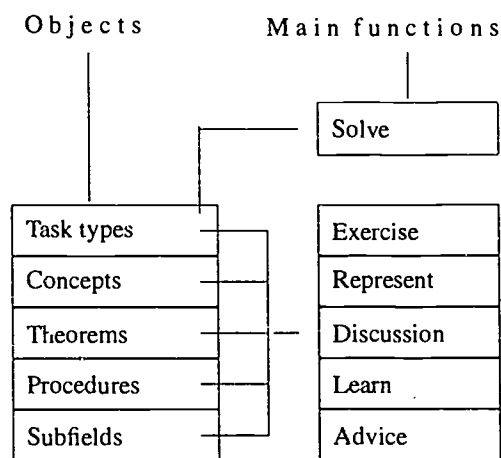 Objects
Main functions
Solve
Task types
Concepts
Theorems
Procedures
Subfields
Exercise
Represent
Discussion
Learn
Advice